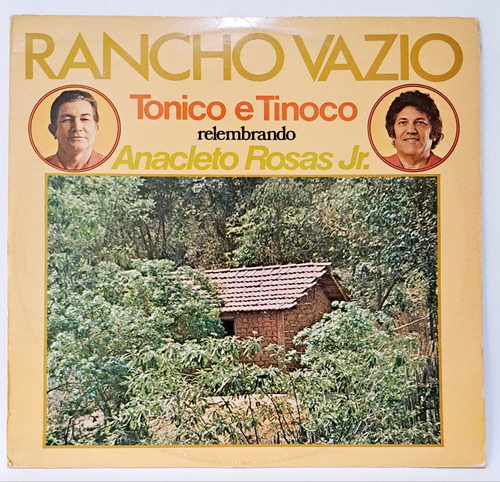 RANCHO VAZIO
Tonico e Tinoco
relembrando
Anacleto Rosas Jr.